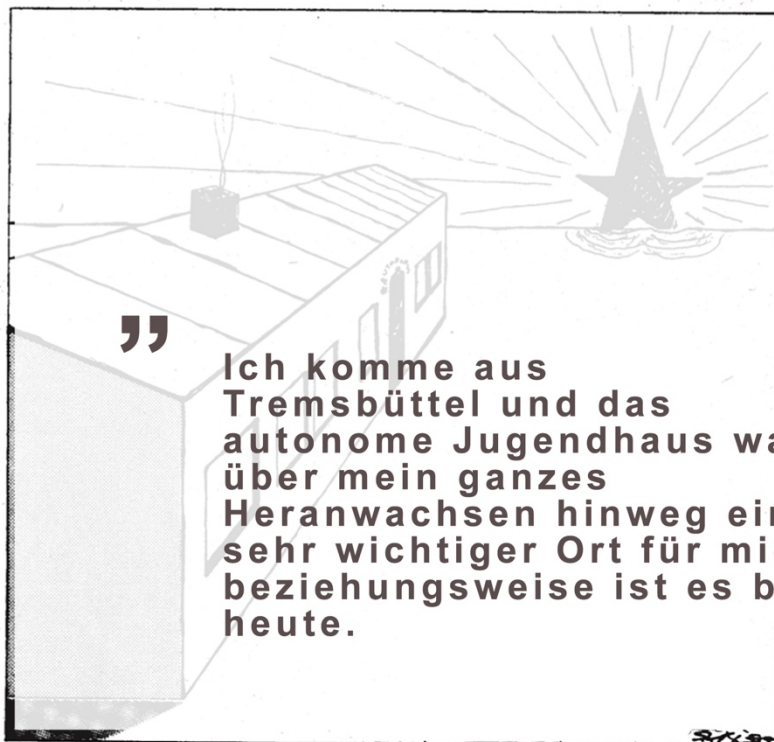 ”
Ich komme aus
Tremsbüttel und das
autonome Jugendhaus wa
über mein ganzes
Heranwachsen hinweg ein
sehr wichtiger Ort für mi
beziehungsweise ist es b
heute.